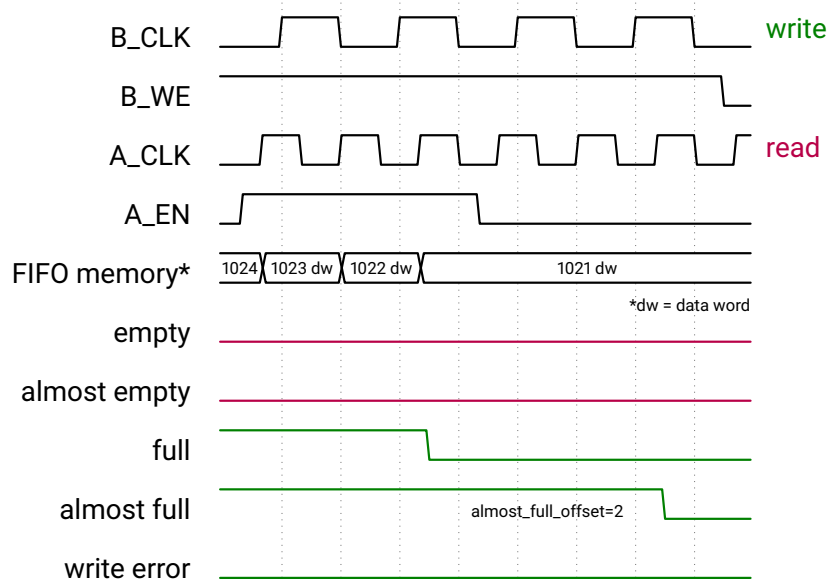 B_CLK
write
B_WE
A_CLK
read
A_EN
FIFO memory*
1024
1023 dw
1022 dw
1021 dw
*dw = data word
empty
almost empty
full
almost full
almost_full_offset=2
write error